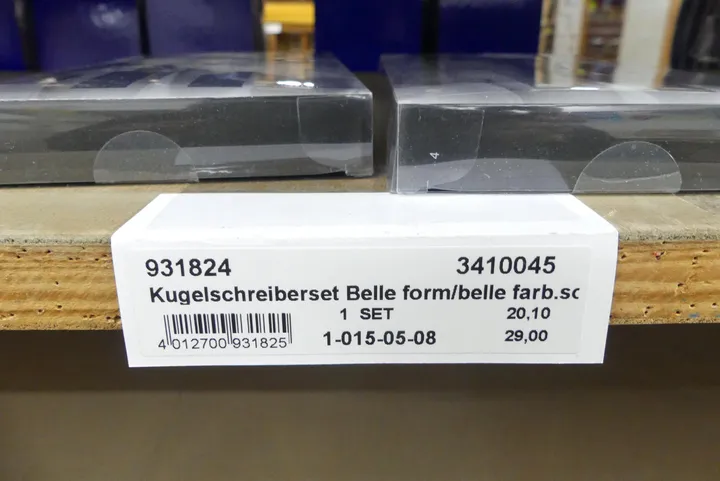 931824 3410045
Kugelschreiberset Belle form/belle farb.sc
1 SET 20,10
4 012700 931825 1-015-05-08 29,00
4